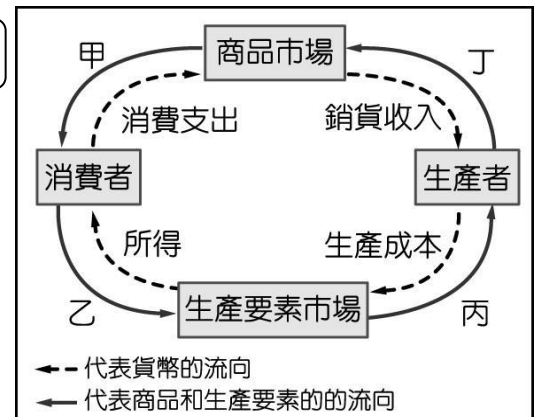 商品市場
甲
丁
消費支出
銷貨收入
消費者
生產者
所得
生產成本
乙
生產要素市場
丙
代表貨幣的流向
代表商品和生產要素的的流向